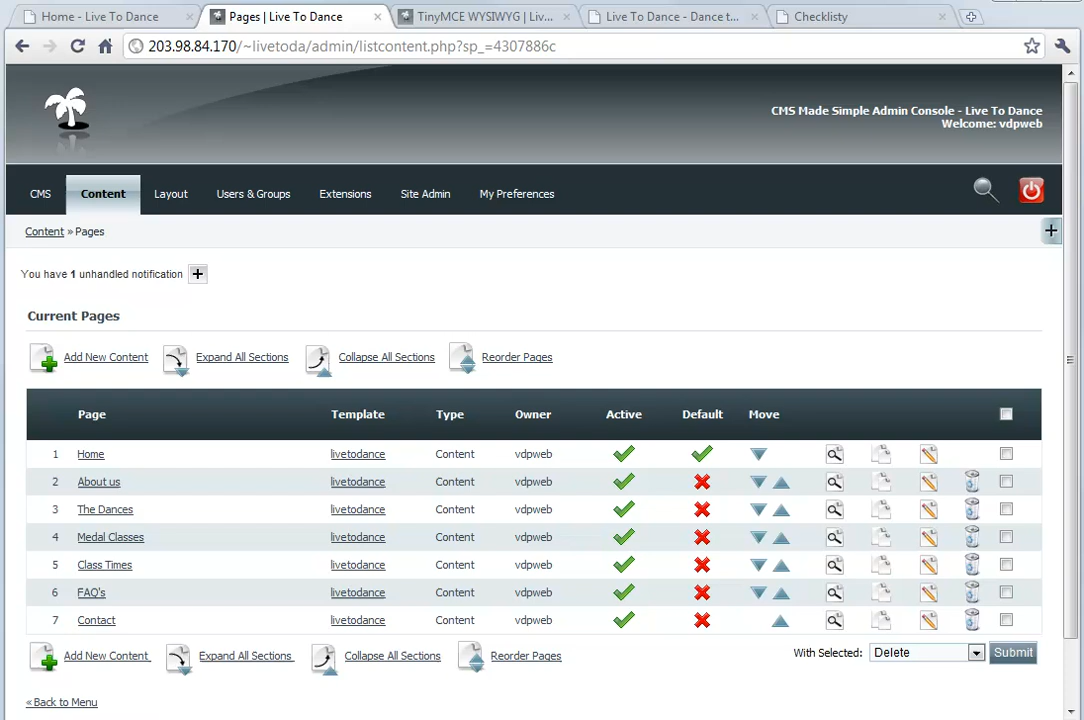 Home - Live To Dance
Pages | Live To Dance
TinyMCE WYSIWYG | Liv...
Live To Dance - Dance t...
Checklisty
203.98.84.170/~livetoda/admin/listcontent.php?sp_=4307886c
CMS Made Simple Admin Console - Live To Dance
Welcome: vdpweb
CMS Content Layout Users & Groups Extensions Site Admin My Preferences
Content » Pages
You have 1 unhandled notification
Current Pages
Add New Content Expand All Sections Collapse All Sections Reorder Pages
Page Template Type Owner Active Default Move
1 Home livetodance Content vdpweb
2 About us livetodance Content vdpweb
3 The Dances livetodance Content vdpweb
4 Medal Classes livetodance Content vdpweb
5 Class Times livetodance Content vdpweb
6 FAQ's livetodance Content vdpweb
7 Contact livetodance Content vdpweb
Add New Content Expand All Sections Collapse All Sections Reorder Pages
With Selected: Delete Submit
« Back to Menu